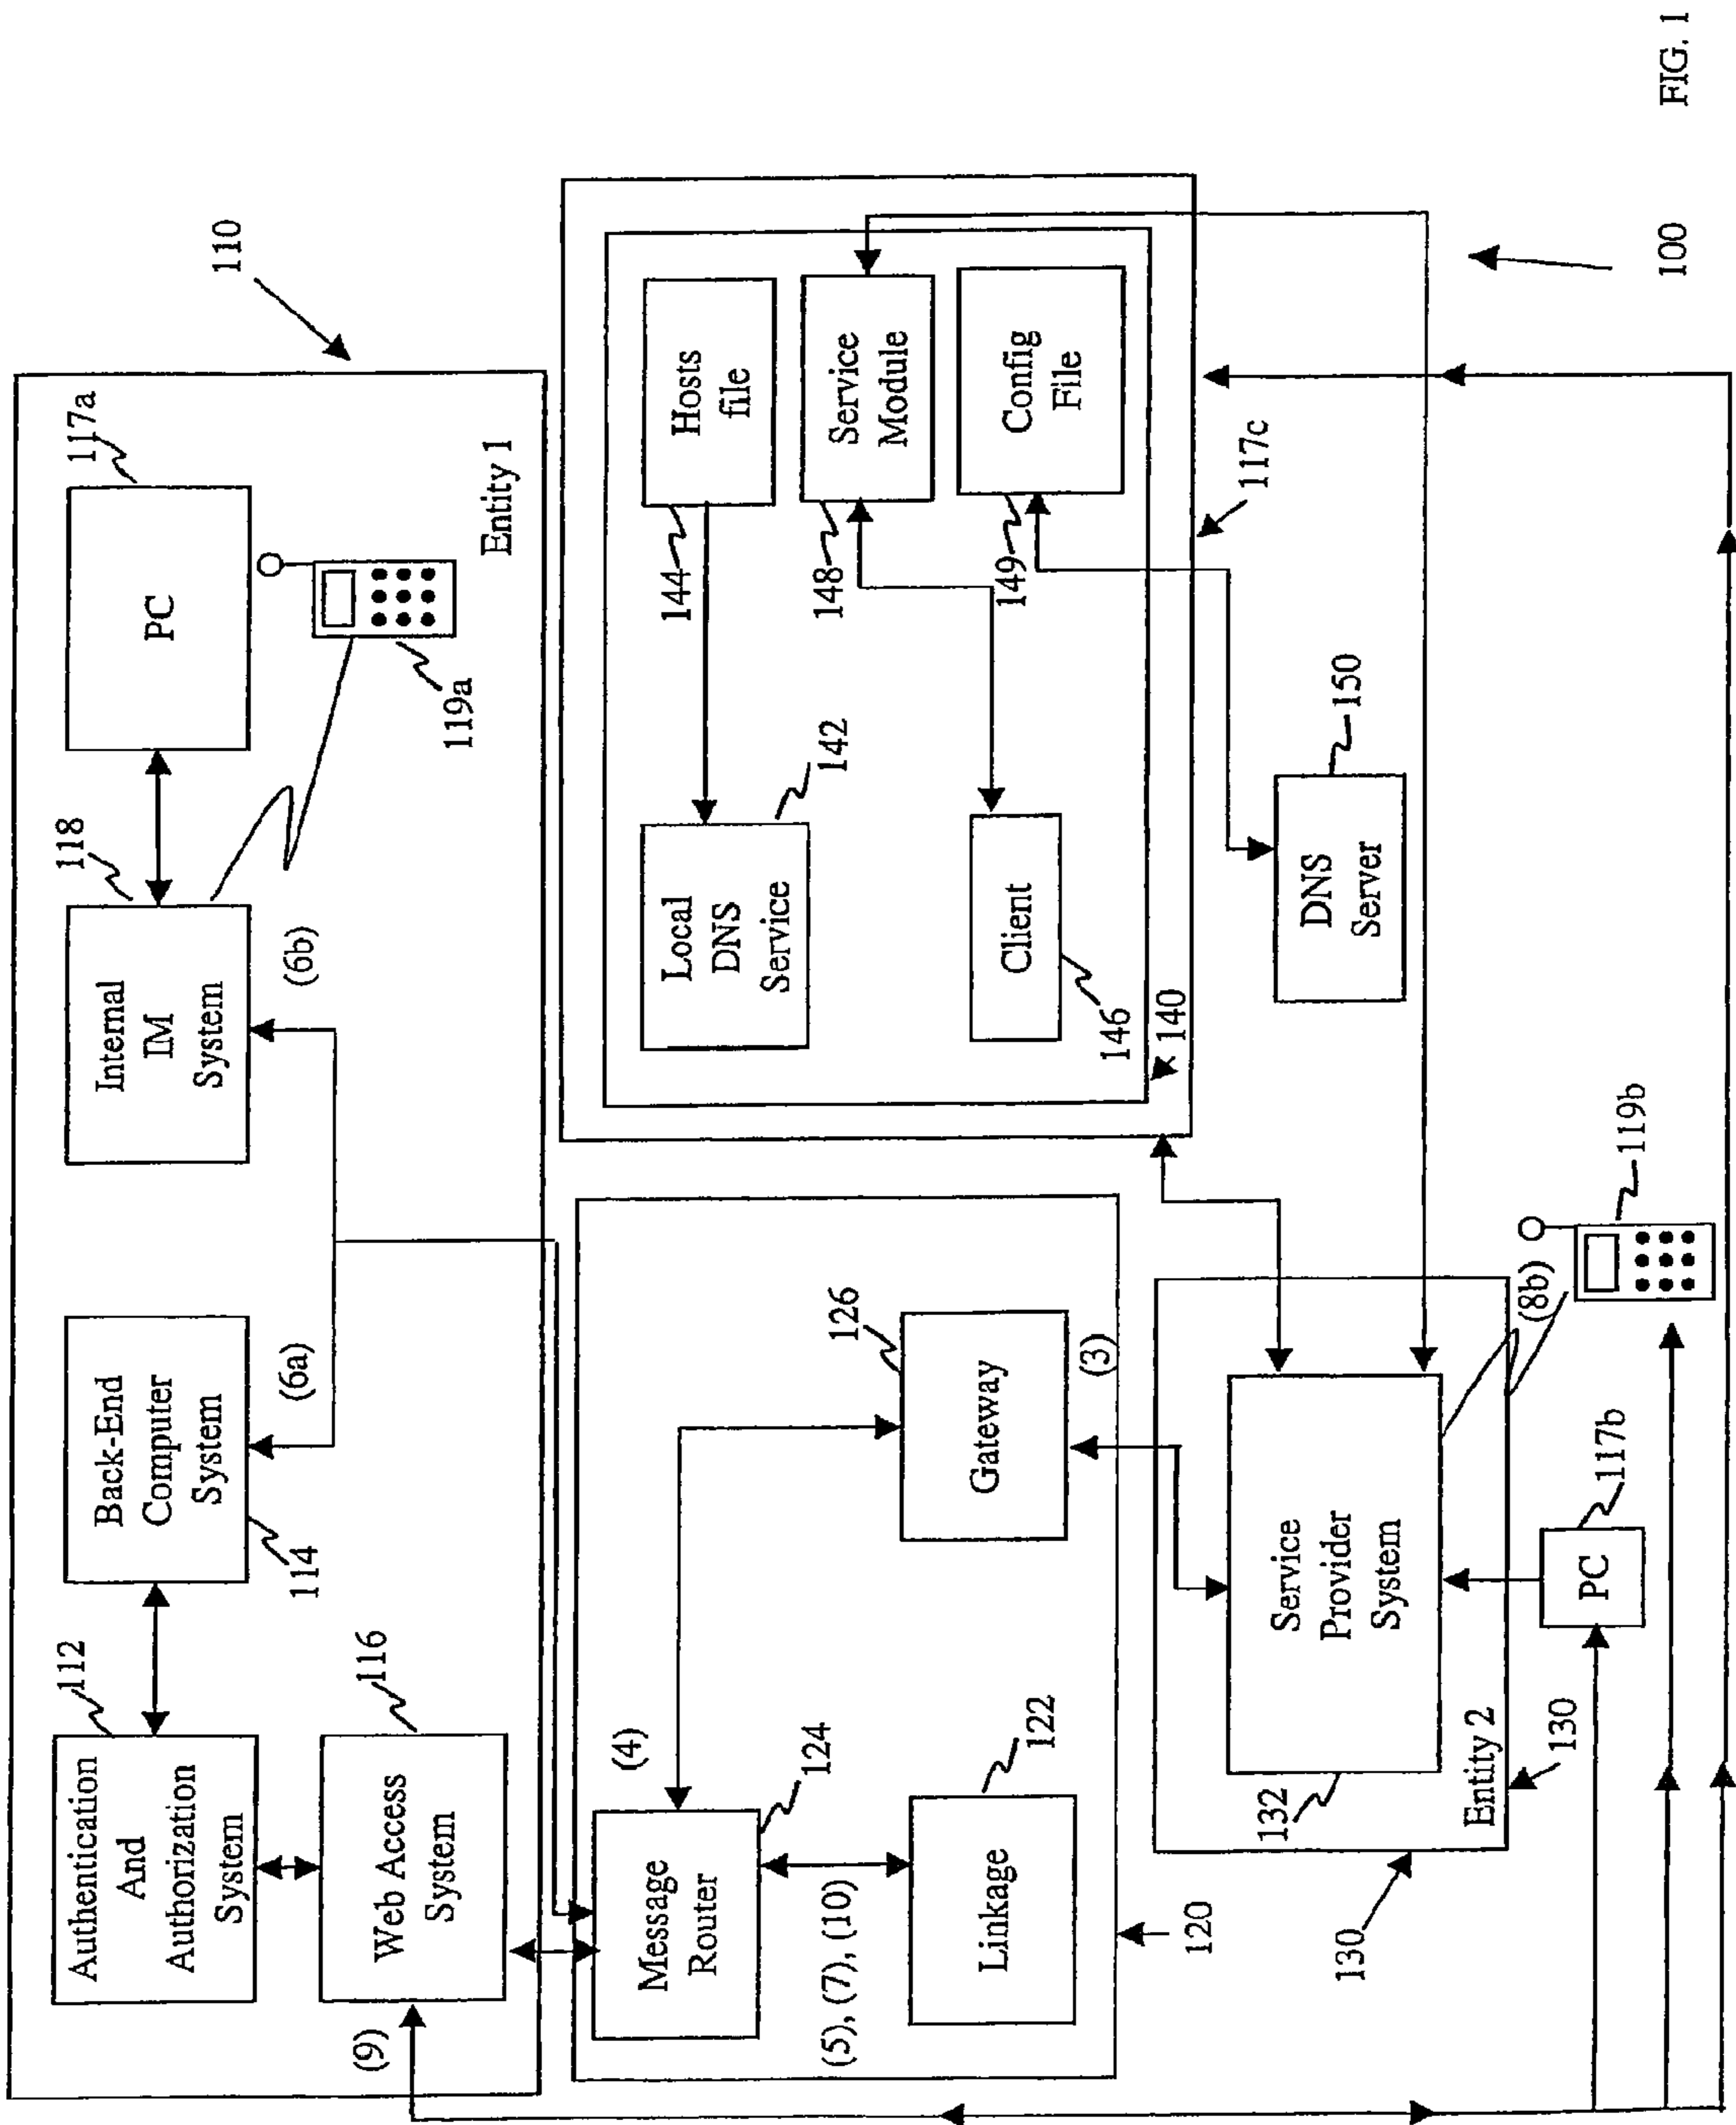 110
112
Authentication
And
Authorization
System
Back-End
Computer
System
114
(6a)
118
Internal
IM
System
(6b)
117a
PC
119a
Entity 1
116
Web Access
System
(9)
(4)
Message
Router
124
(5), (7), (10)
122
Linkage
126
Gateway
(3)
120
144
Hosts
file
142
Local
DNS
Service
148
Service
Module
149
Config
File
Client
146
140
117c
150
DNS
Server
132
Service
Provider
System
Entity 2
130
130
(8b)
PC
117b
119b
100
FIG. 1